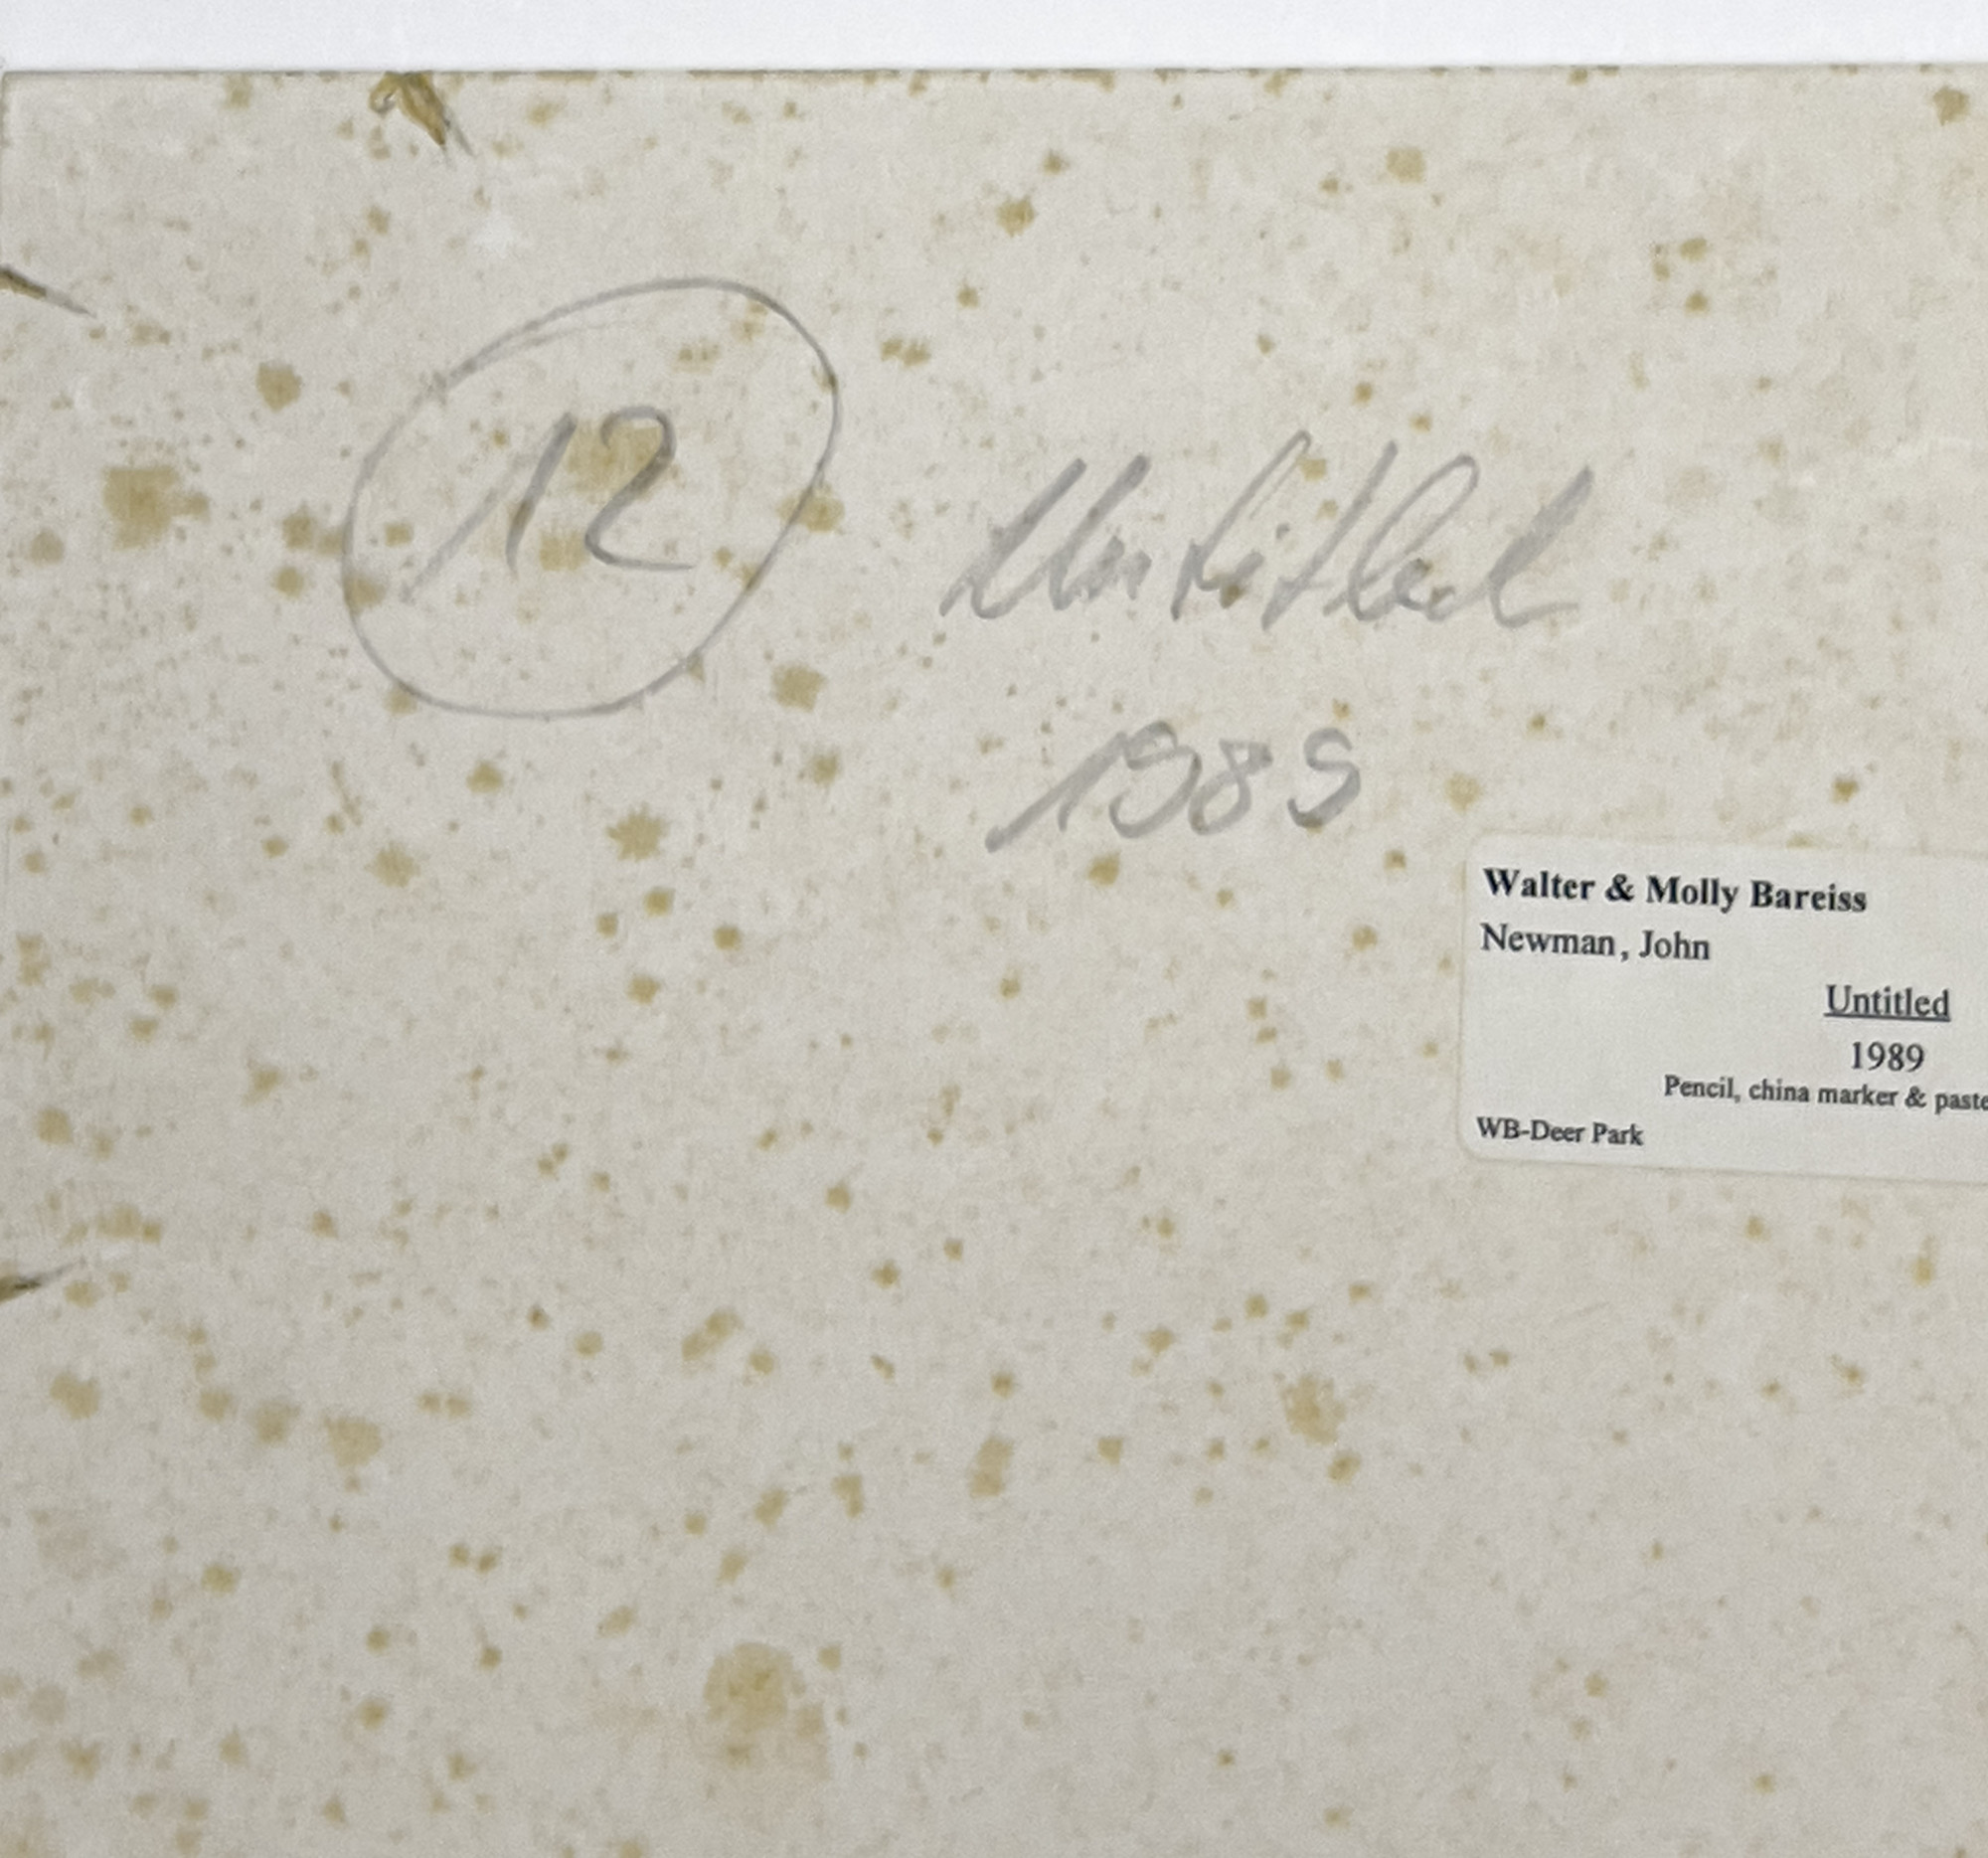 12
Untitled
1989
Walter & Molly Bareiss
Newman, John
Untitled
1989
Pencil, china marker & paste
WB-Deer Park